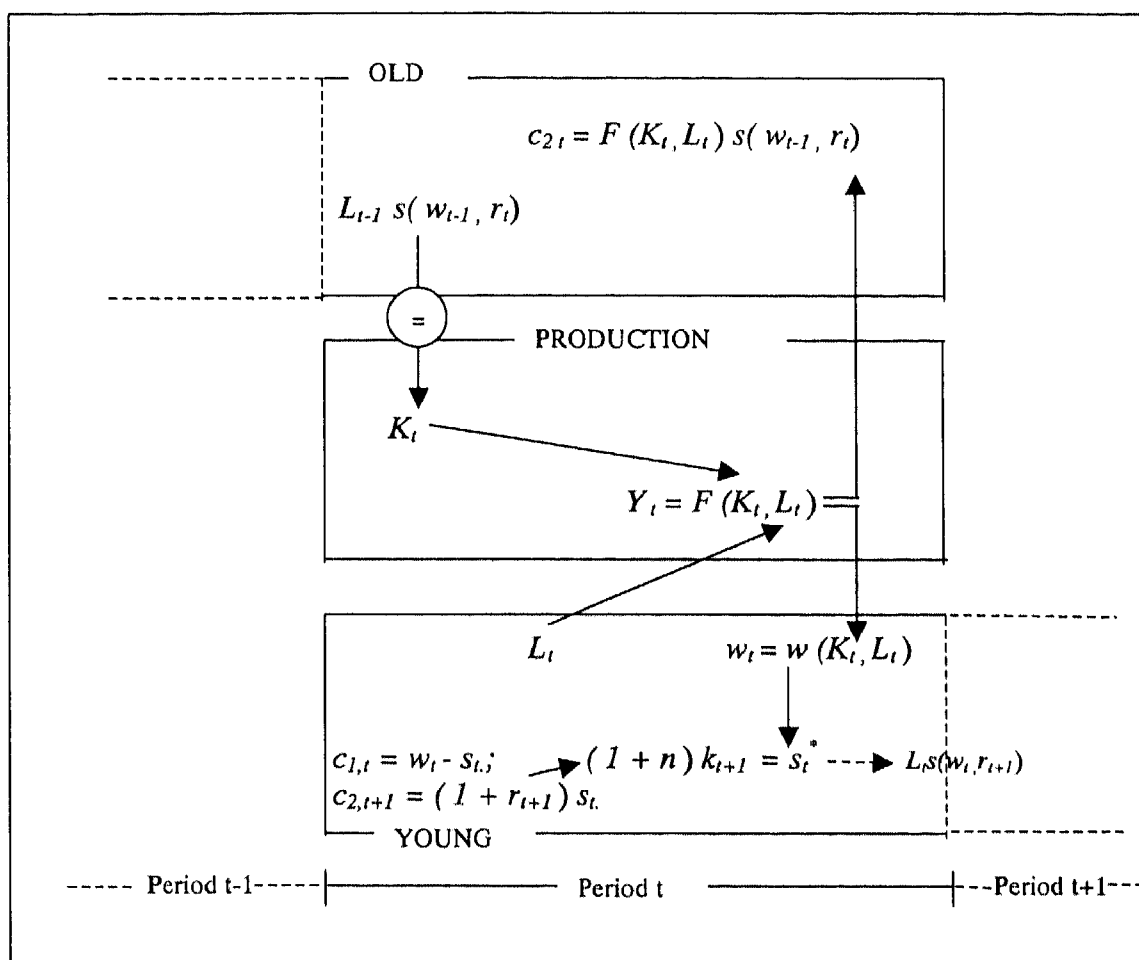 OLD
c₂ₜ = F (Kₜ, Lₜ) s( wₜ₋₁, rₜ)
Lₜ₋₁ s( wₜ₋₁, rₜ)
=
PRODUCTION
Kₜ
Yₜ = F (Kₜ, Lₜ) =
Lₜ
wₜ = w (Kₜ, Lₜ)
c₁,ₜ = wₜ - sₜ.; (1 + n) kₜ₊₁ = sₜ* Lₜs(wₜ,rₜ₊₁)
c₂,ₜ₊₁ = (1 + rₜ₊₁) sₜ.
YOUNG
Period t-1 Period t Period t+1